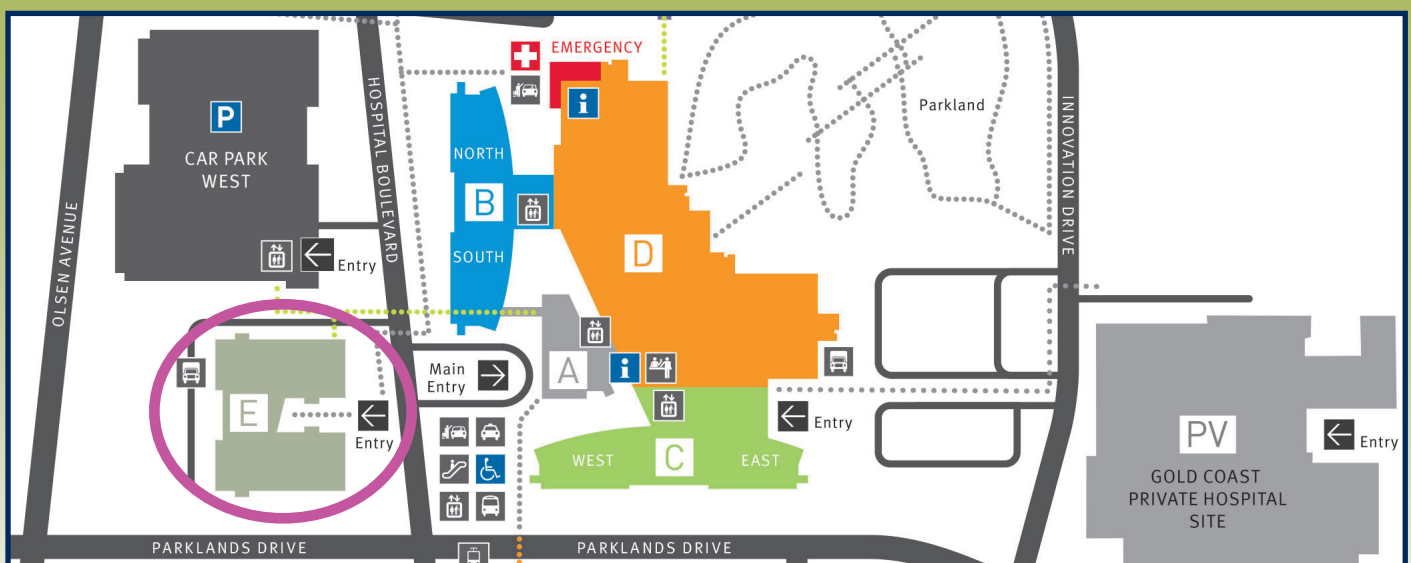 EMERGENCY
P
CAR PARK
WEST
HOSPITAL BOULEVARD
OLSEN AVENUE
Entry
NORTH
B
SOUTH
i
D
Parkland
INNOVATION DRIVE
Main
Entry
A
i
E
Entry
WEST
C
EAST
Entry
PV
GOLD COAST
PRIVATE HOSPITAL
SITE
Entry
PARKLANDS DRIVE
PARKLANDS DRIVE